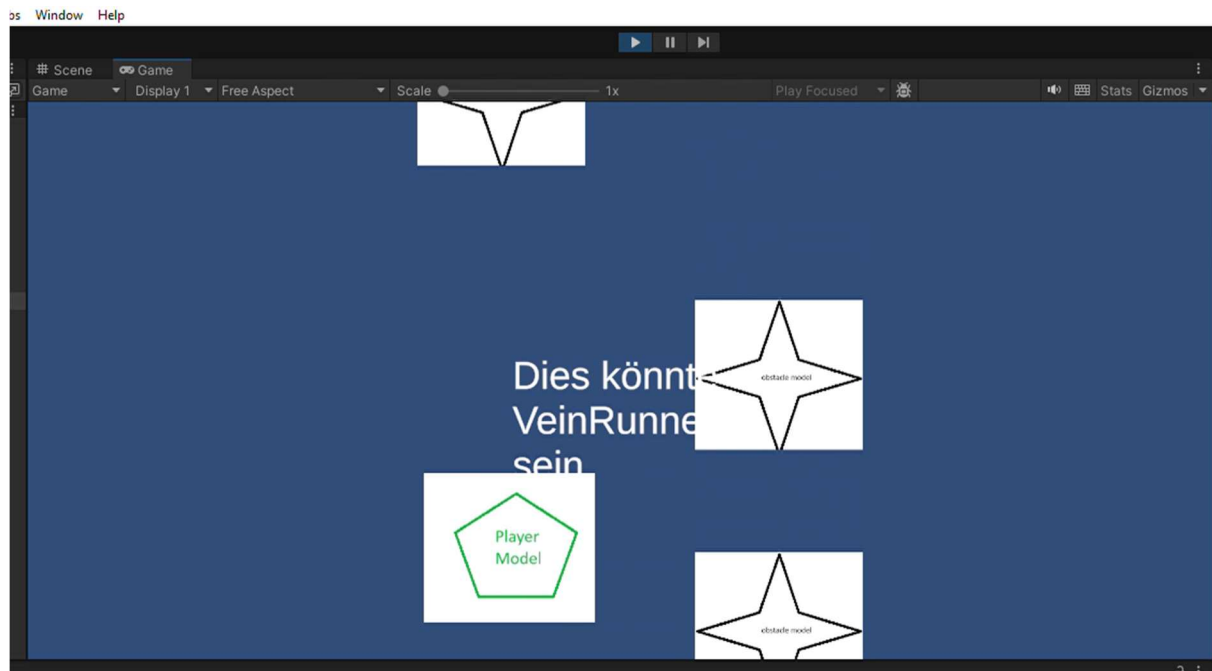 Window Help
Scene Game
Game Display 1 Free Aspect Scale 1x Play Focused Stats Gizmos
Dies könnte
VeinRunne
sein
obstacle model
Player
Model
obstacle model